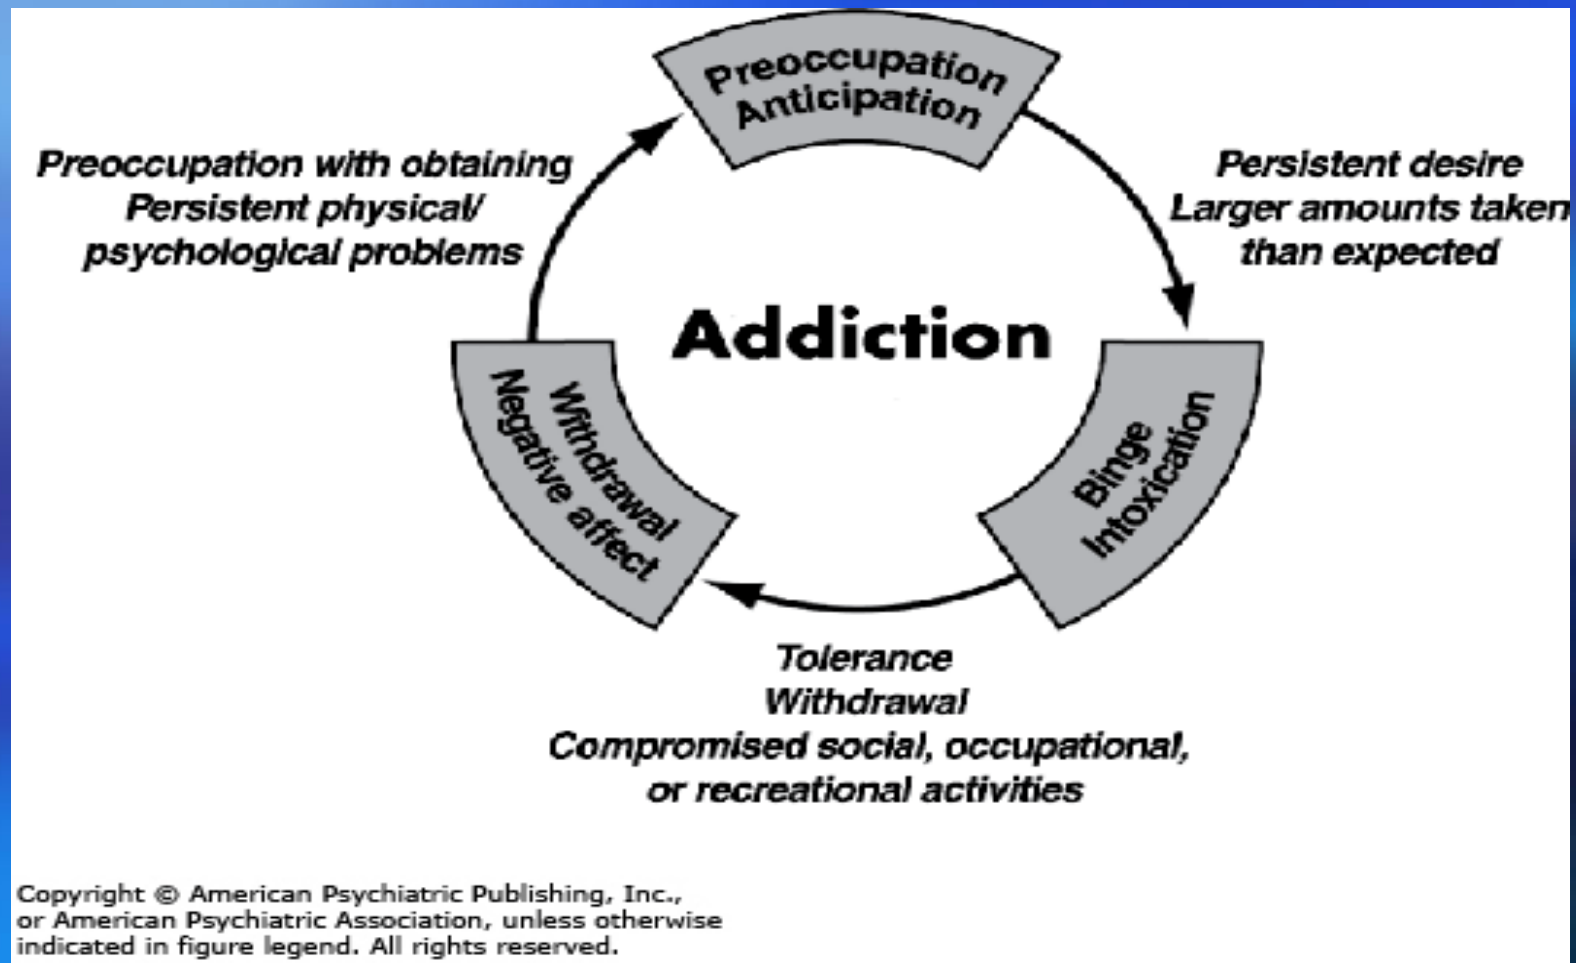 Preoccupation
Anticipation
Preoccupation with obtaining
Persistent physical/
psychological problems
Persistent desire
Larger amounts taken
than expected
Addiction
Withdrawal
Negative affect
Binge
Intoxication
Tolerance
Withdrawal
Compromised social, occupational,
or recreational activities
Copyright © American Psychiatric Publishing, Inc.,
or American Psychiatric Association, unless otherwise
indicated in figure legend. All rights reserved.